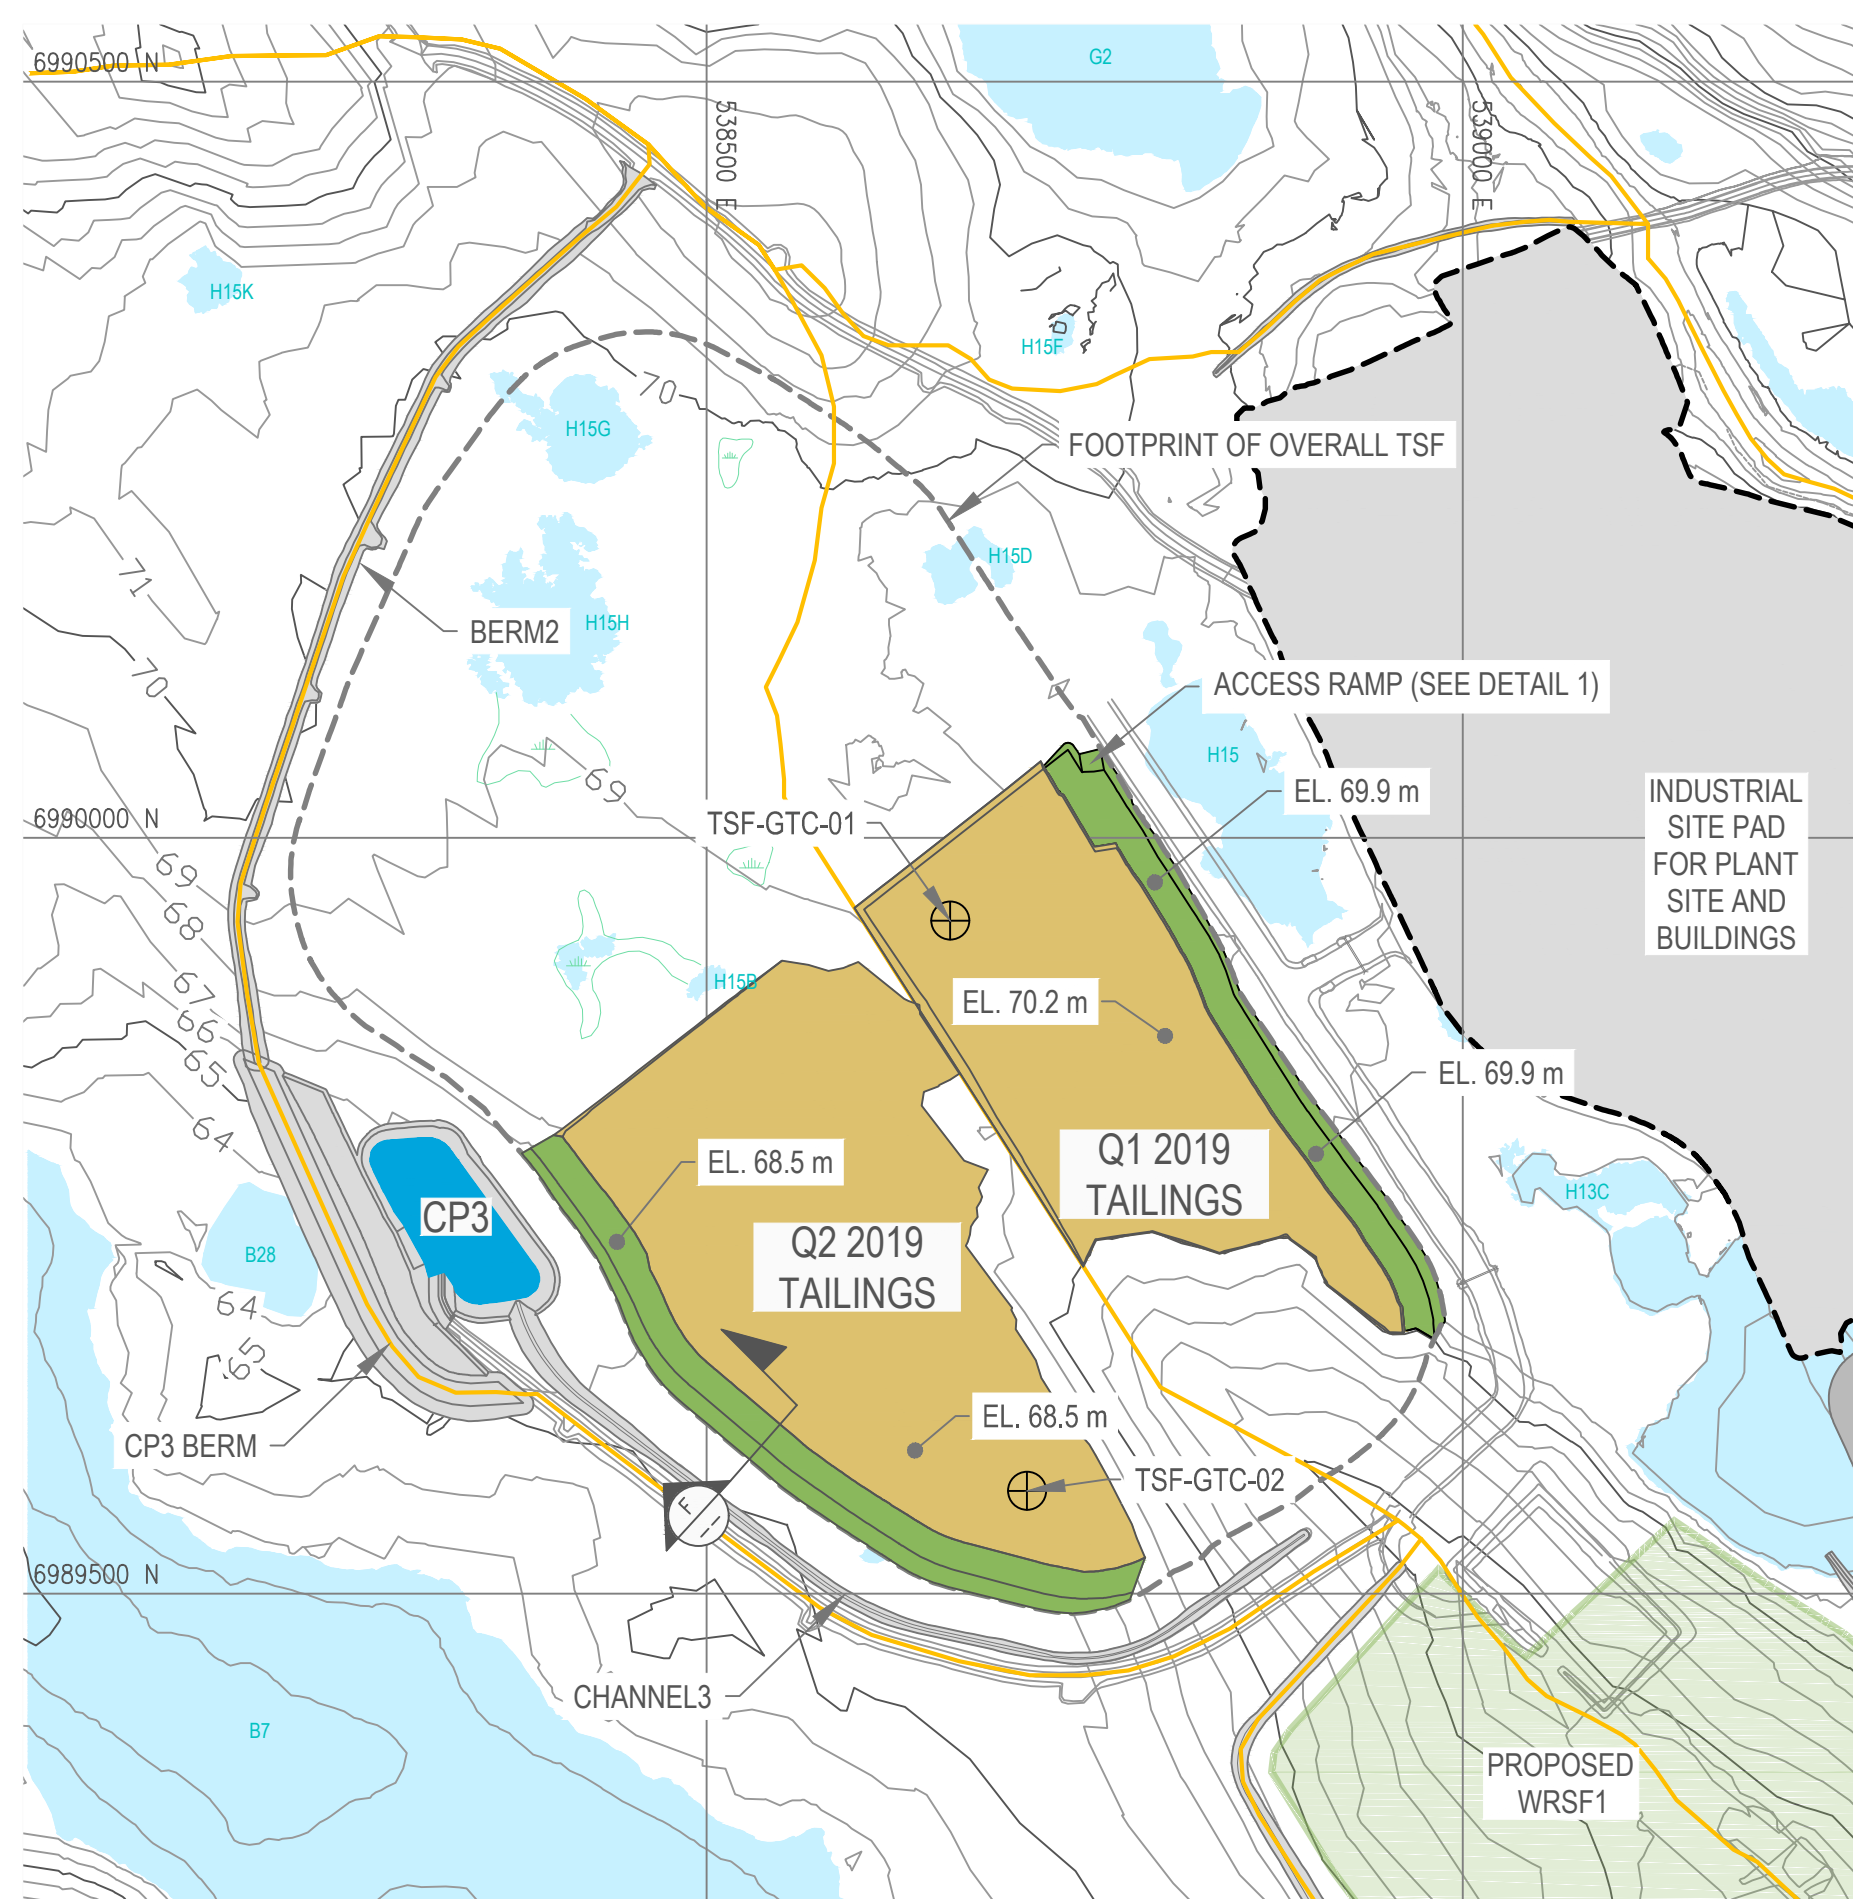 G2
6990500 N
538500 E
539000 E
H15K
H15F
70
H15G
FOOTPRINT OF OVERALL TSF
H15D
71
BERM2
H15H
70
ACCESS RAMP (SEE DETAIL 1)
H15
69
EL. 69.9 m
INDUSTRIAL
SITE PAD
FOR PLANT
SITE AND
BUILDINGS
6990000 N
TSF-GTC-01
69
68
H15B
67
EL. 70.2 m
66
65
EL. 69.9 m
64
EL. 68.5 m
Q1 2019
TAILINGS
H13C
CP3
B28
Q2 2019
TAILINGS
64
65
EL. 68.5 m
CP3 BERM
TSF-GTC-02
F
6989500 N
CHANNEL3
B7
PROPOSED
WRSF1